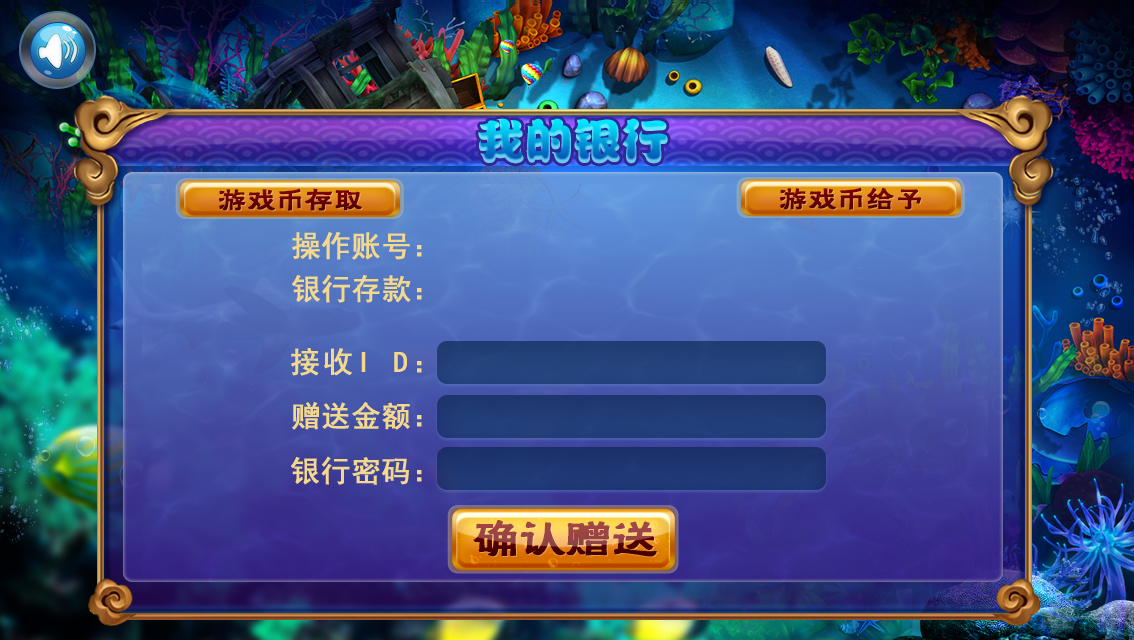 我的银行
游戏币存取
游戏币给予
操作账号：
银行存款：
接收ID：
赠送金额：
银行密码：
确认赠送